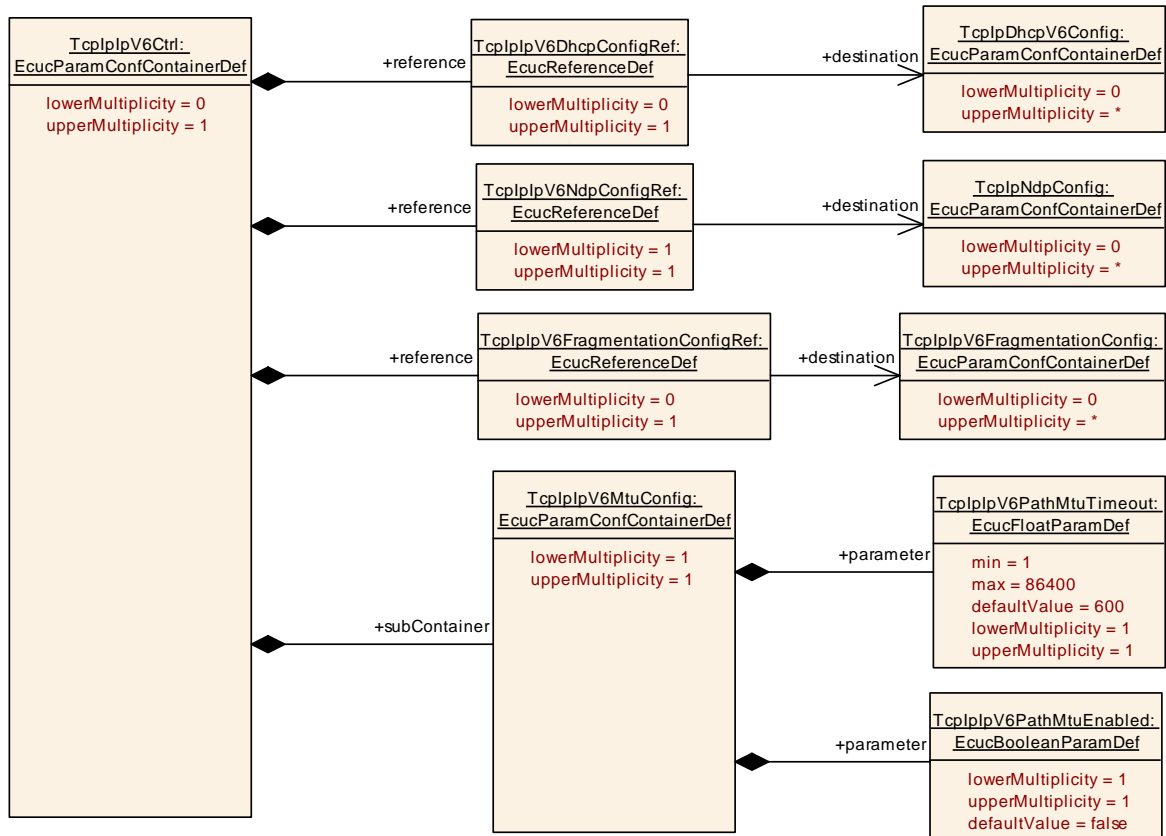 TcpIpIpV6Ctrl:
EcucParamConfContainerDef
lowerMultiplicity = 0
upperMultiplicity = 1
+reference
TcpIpIpV6DhcpConfigRef:
EcucReferenceDef
lowerMultiplicity = 0
upperMultiplicity = 1
+destination
TcpIpDhcpV6Config:
EcucParamConfContainerDef
lowerMultiplicity = 0
upperMultiplicity = *
+reference
TcpIpIpV6NdpConfigRef:
EcucReferenceDef
lowerMultiplicity = 1
upperMultiplicity = 1
+destination
TcpIpNdpConfig:
EcucParamConfContainerDef
lowerMultiplicity = 0
upperMultiplicity = *
+reference
TcpIpIpV6FragmentationConfigRef:
EcucReferenceDef
lowerMultiplicity = 0
upperMultiplicity = 1
+destination
TcpIpIpV6FragmentationConfig:
EcucParamConfContainerDef
lowerMultiplicity = 0
upperMultiplicity = *
+subContainer
TcpIpIpV6MtuConfig:
EcucParamConfContainerDef
lowerMultiplicity = 1
upperMultiplicity = 1
+parameter
TcpIpIpV6PathMtuTimeout:
EcucFloatParamDef
min = 1
max = 86400
defaultValue = 600
lowerMultiplicity = 1
upperMultiplicity = 1
+parameter
TcpIpIpV6PathMtuEnabled:
EcucBooleanParamDef
lowerMultiplicity = 1
upperMultiplicity = 1
defaultValue = false